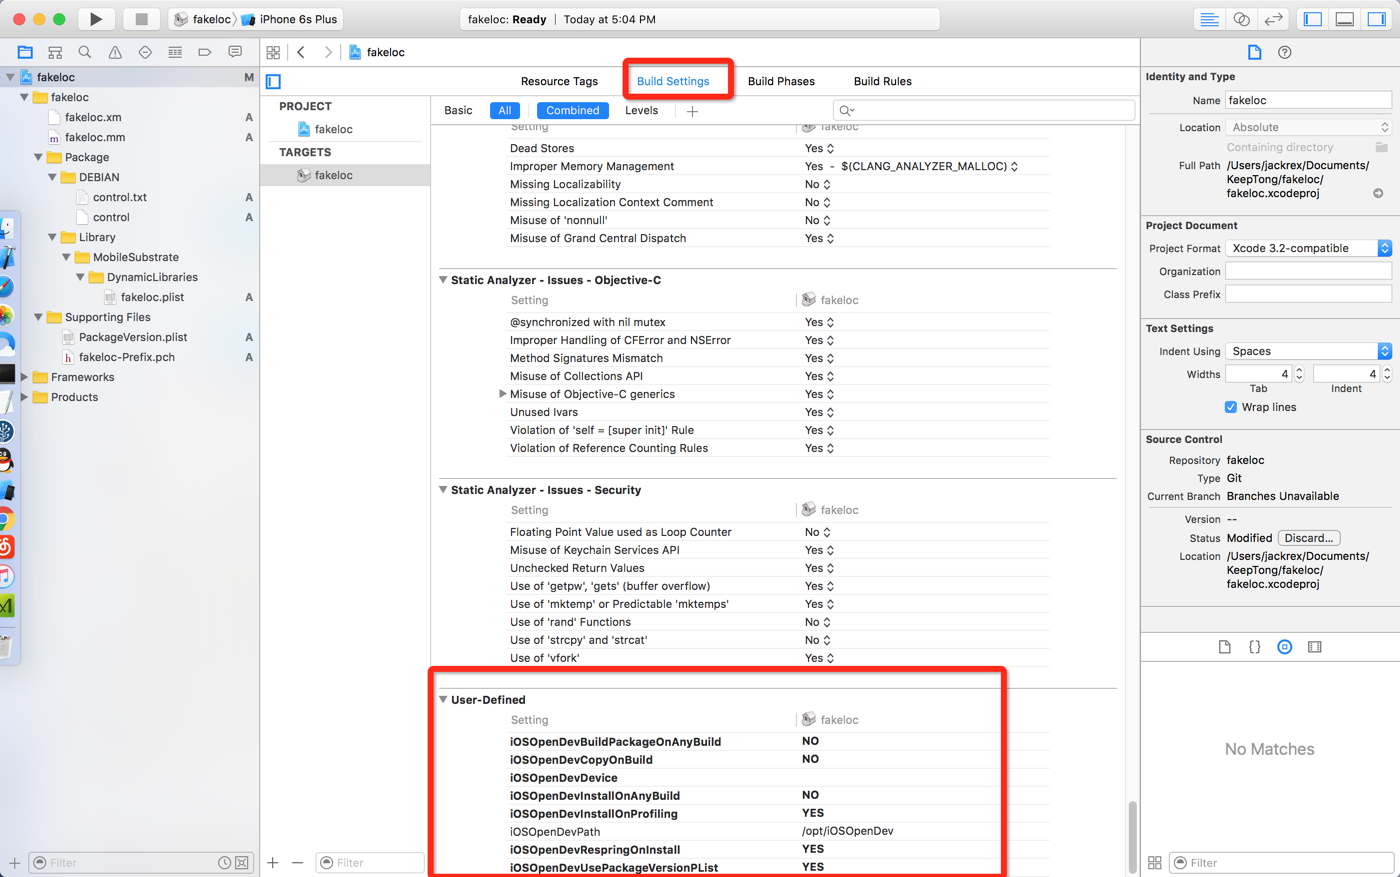 fakeloc
iPhone 6s Plus
fakeloc: Ready | Today at 5:04 PM
fakeloc
M
fakeloc
fakeloc.xm
A
fakeloc.mm
A
Package
DEBIAN
control.txt
A
control
A
Library
MobileSubstrate
DynamicLibraries
fakeloc.plist
A
Supporting Files
PackageVersion.plist
A
fakeloc-Prefix.pch
A
Frameworks
Products
Filter
fakeloc
Resource Tags
Build Settings
Build Phases
Build Rules
PROJECT
fakeloc
TARGETS
fakeloc
Filter
Basic
All
Combined
Levels
Setting
fakeloc
Dead Stores
Yes
Improper Memory Management
Yes - $(CLANG_ANALYZER_MALLOC)
Missing Localizability
No
Missing Localization Context Comment
No
Misuse of 'nonnull'
No
Misuse of Grand Central Dispatch
Yes
Static Analyzer - Issues - Objective-C
Setting
fakeloc
@synchronized with nil mutex
Yes
Improper Handling of CFError and NSError
Yes
Method Signatures Mismatch
Yes
Misuse of Collections API
Yes
Misuse of Objective-C generics
Yes
Unused Ivars
Yes
Violation of 'self = [super init]' Rule
Yes
Violation of Reference Counting Rules
Yes
Static Analyzer - Issues - Security
Setting
fakeloc
Floating Point Value used as Loop Counter
No
Misuse of Keychain Services API
Yes
Unchecked Return Values
Yes
Use of 'getpw', 'gets' (buffer overflow)
Yes
Use of 'mktemp' or Predictable 'mktemps'
Yes
Use of 'rand' Functions
No
Use of 'strcpy' and 'strcat'
No
Use of 'vfork'
Yes
User-Defined
Setting
fakeloc
iOSOpenDevBuildPackageOnAnyBuild
NO
iOSOpenDevCopyOnBuild
NO
iOSOpenDevDevice
iOSOpenDevInstallOnAnyBuild
NO
iOSOpenDevInstallOnProfiling
YES
iOSOpenDevPath
/opt/iOSOpenDev
iOSOpenDevRespringOnInstall
YES
iOSOpenDevUsePackageVersionPList
YES
Identity and Type
Name
fakeloc
Location
Absolute
Containing directory
Full Path
/Users/jackrex/Documents/
KeepTong/fakeloc/
fakeloc.xcodeproj
Project Document
Project Format
Xcode 3.2-compatible
Organization
Class Prefix
Text Settings
Indent Using
Spaces
Widths
4
4
Tab
Indent
Wrap lines
Source Control
Repository
fakeloc
Type
Git
Current Branch
Branches Unavailable
Version
--
Status
Modified
Discard...
Location
/Users/jackrex/Documents/
KeepTong/fakeloc/
fakeloc.xcodeproj
No Matches
Filter